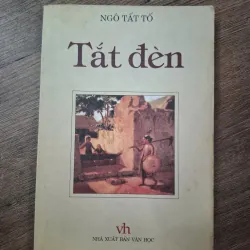 NGÔ TẤT TỐ
Tắt đèn
vh
NHÀ XUẤT BẢN VĂN HỌC